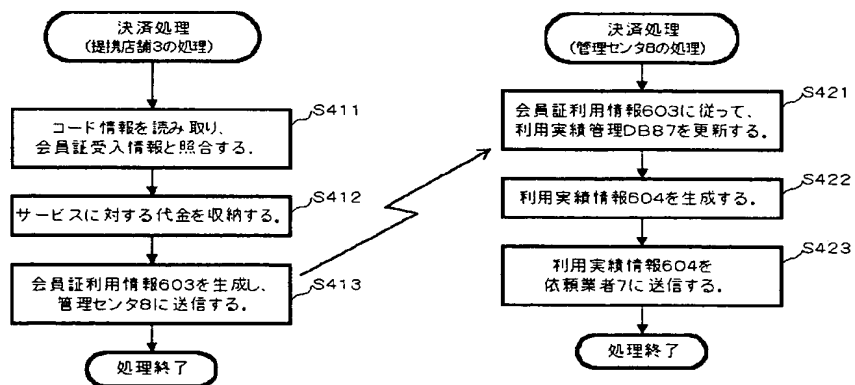 決済処理
(提携店舗3の処理)
S411
コード情報を読み取り、
会員証受入情報と照合する。
S412
サービスに対する代金を収納する。
S413
会員証利用情報603を生成し、
管理センタ8に送信する。
処理終了
決済処理
(管理センタ8の処理)
S421
会員証利用情報603に従って、
利用実績管理DB87を更新する。
S422
利用実績情報604を生成する。
S423
利用実績情報604を
依頼業者7に送信する。
処理終了